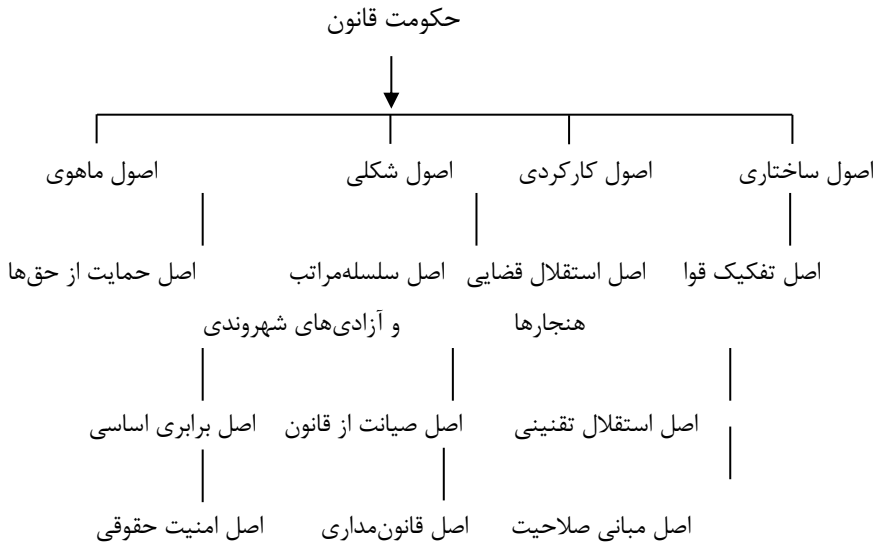 حکومت قانون
اصول ساختاری اصول کارکردی اصول شکلی اصول ماهوی
اصل تفکیک قوا اصل استقلال قضایی اصل سلسله‌مراتب اصل حمایت از حق‌ها
هنجارها و آزادی‌های شهروندی
اصل استقلال تقنینی اصل صیانت از قانون اصل برابری اساسی
اصل مبانی صلاحیت اصل قانون‌مداری اصل امنیت حقوقی